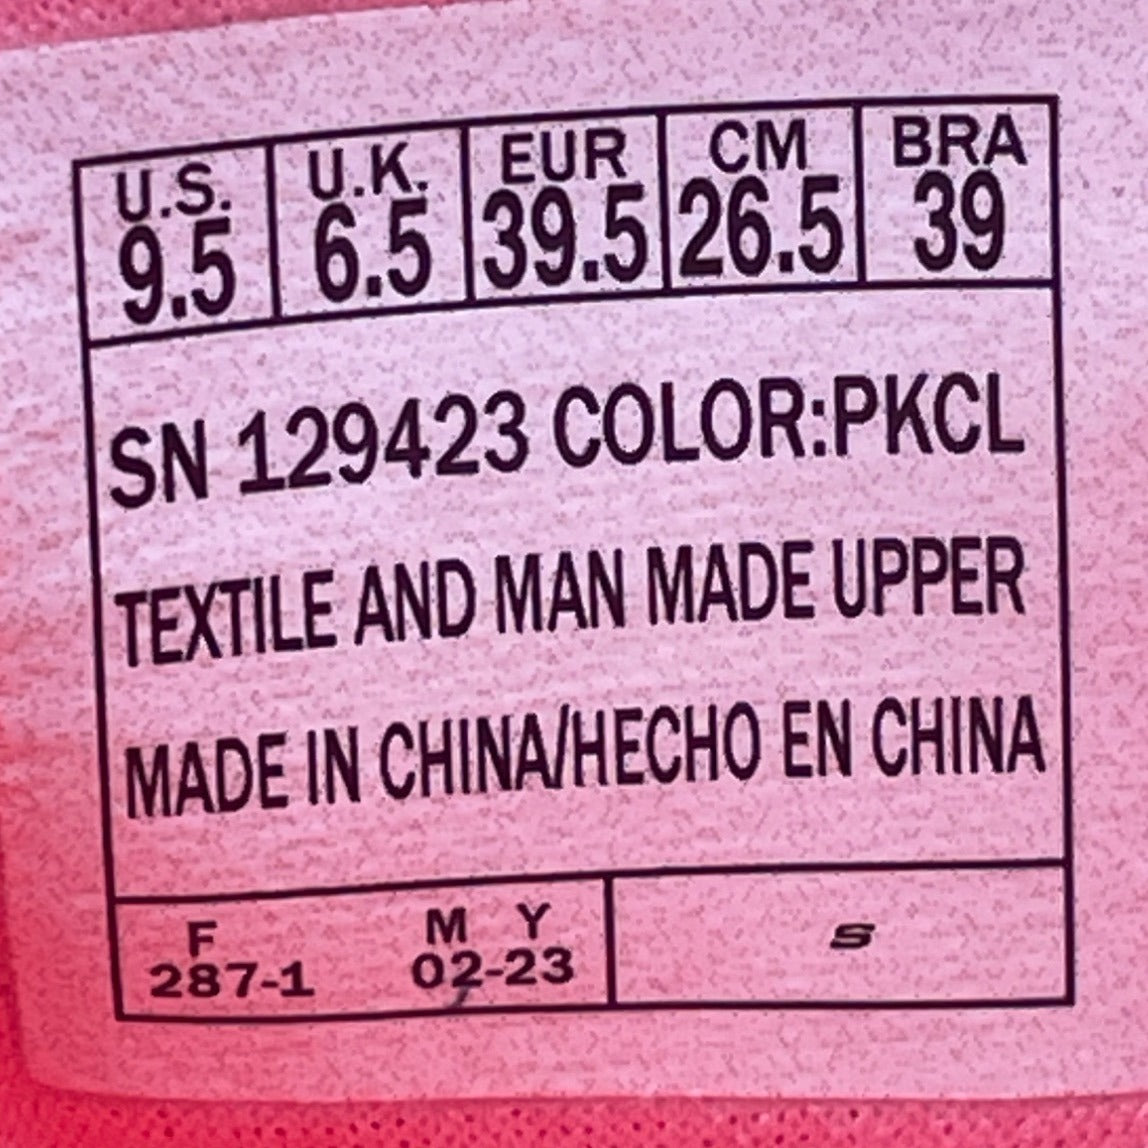 U.S. U.K. EUR CM BRA
9.5 6.5 39.5 26.5 39
SN 129423 COLOR:PKCL
TEXTILE AND MAN MADE UPPER
MADE IN CHINA/HECHO EN CHINA
F M Y
287-1 02-23
S